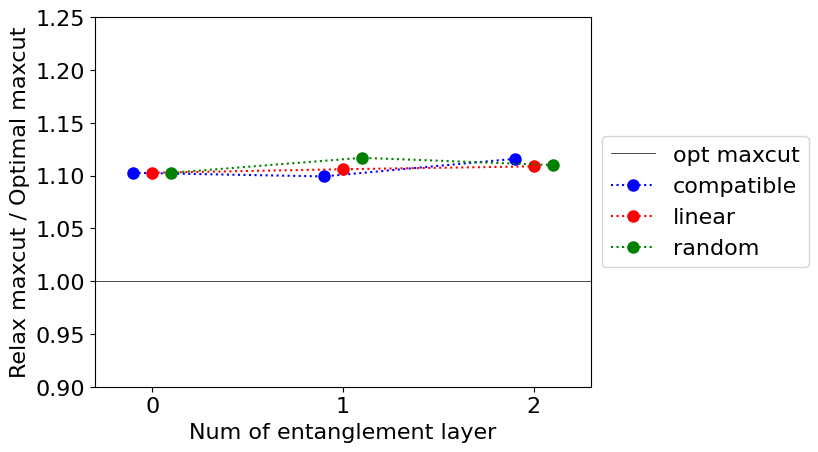 Relax maxcut / Optimal maxcut
1.25
1.20
1.15
1.10
1.05
1.00
0.95
0.90
0
1
2
Num of entanglement layer
opt maxcut
compatible
linear
random